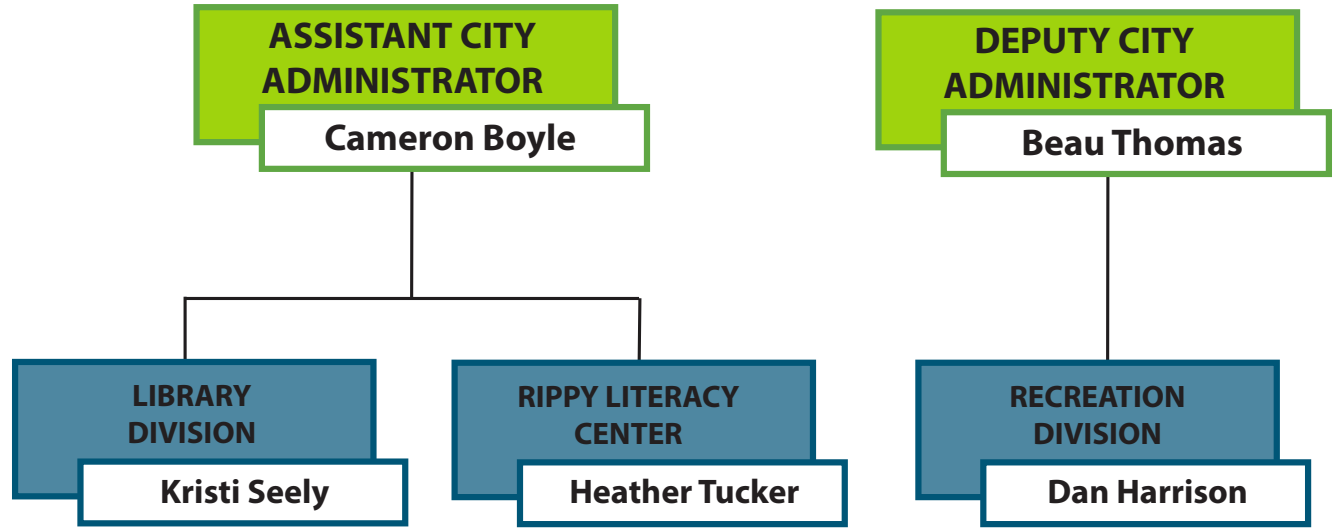 ASSISTANT CITY
ADMINISTRATOR
Cameron Boyle
DEPUTY CITY
ADMINISTRATOR
Beau Thomas
LIBRARY
DIVISION
Kristi Seely
RIPPY LITERACY
CENTER
Heather Tucker
RECREATION
DIVISION
Dan Harrison